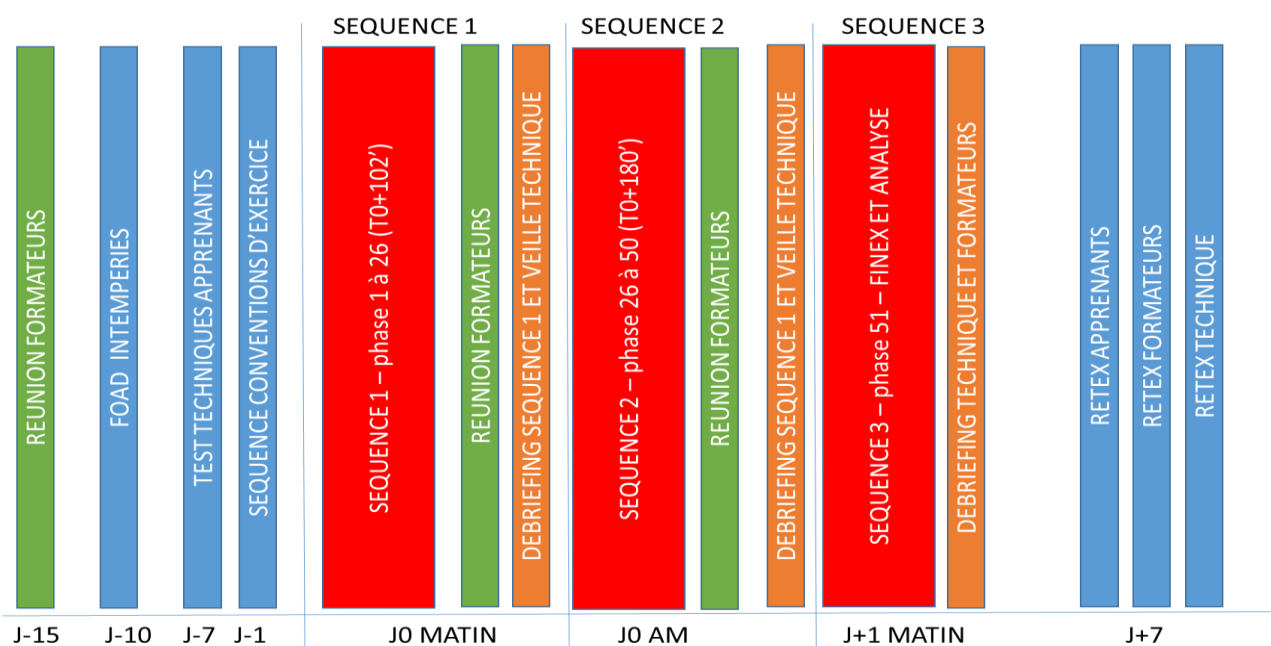 SEQUENCE 1
SEQUENCE 2
SEQUENCE 3
REUNION FORMATEURS
FOAD INTEMPERIES
TEST TECHNIQUES APPRENANTS
SEQUENCE CONVENTIONS D'EXERCICE
SEQUENCE 1 – phase 1 à 26 (T0+102’)
REUNION FORMATEURS
DEBRIEFING SEQUENCE 1 ET VEILLE TECHNIQUE
SEQUENCE 2 – phase 26 à 50 (T0+180’)
REUNION FORMATEURS
DEBRIEFING SEQUENCE 1 ET VEILLE TECHNIQUE
SEQUENCE 3 – phase 51 – FINEX ET ANALYSE
DEBRIEFING TECHNIQUE ET FORMATEURS
RETEX APPRENANTS
RETEX FORMATEURS
RETEX TECHNIQUE
J-15
J-10
J-7
J-1
J0 MATIN
J0 AM
J+1 MATIN
J+7